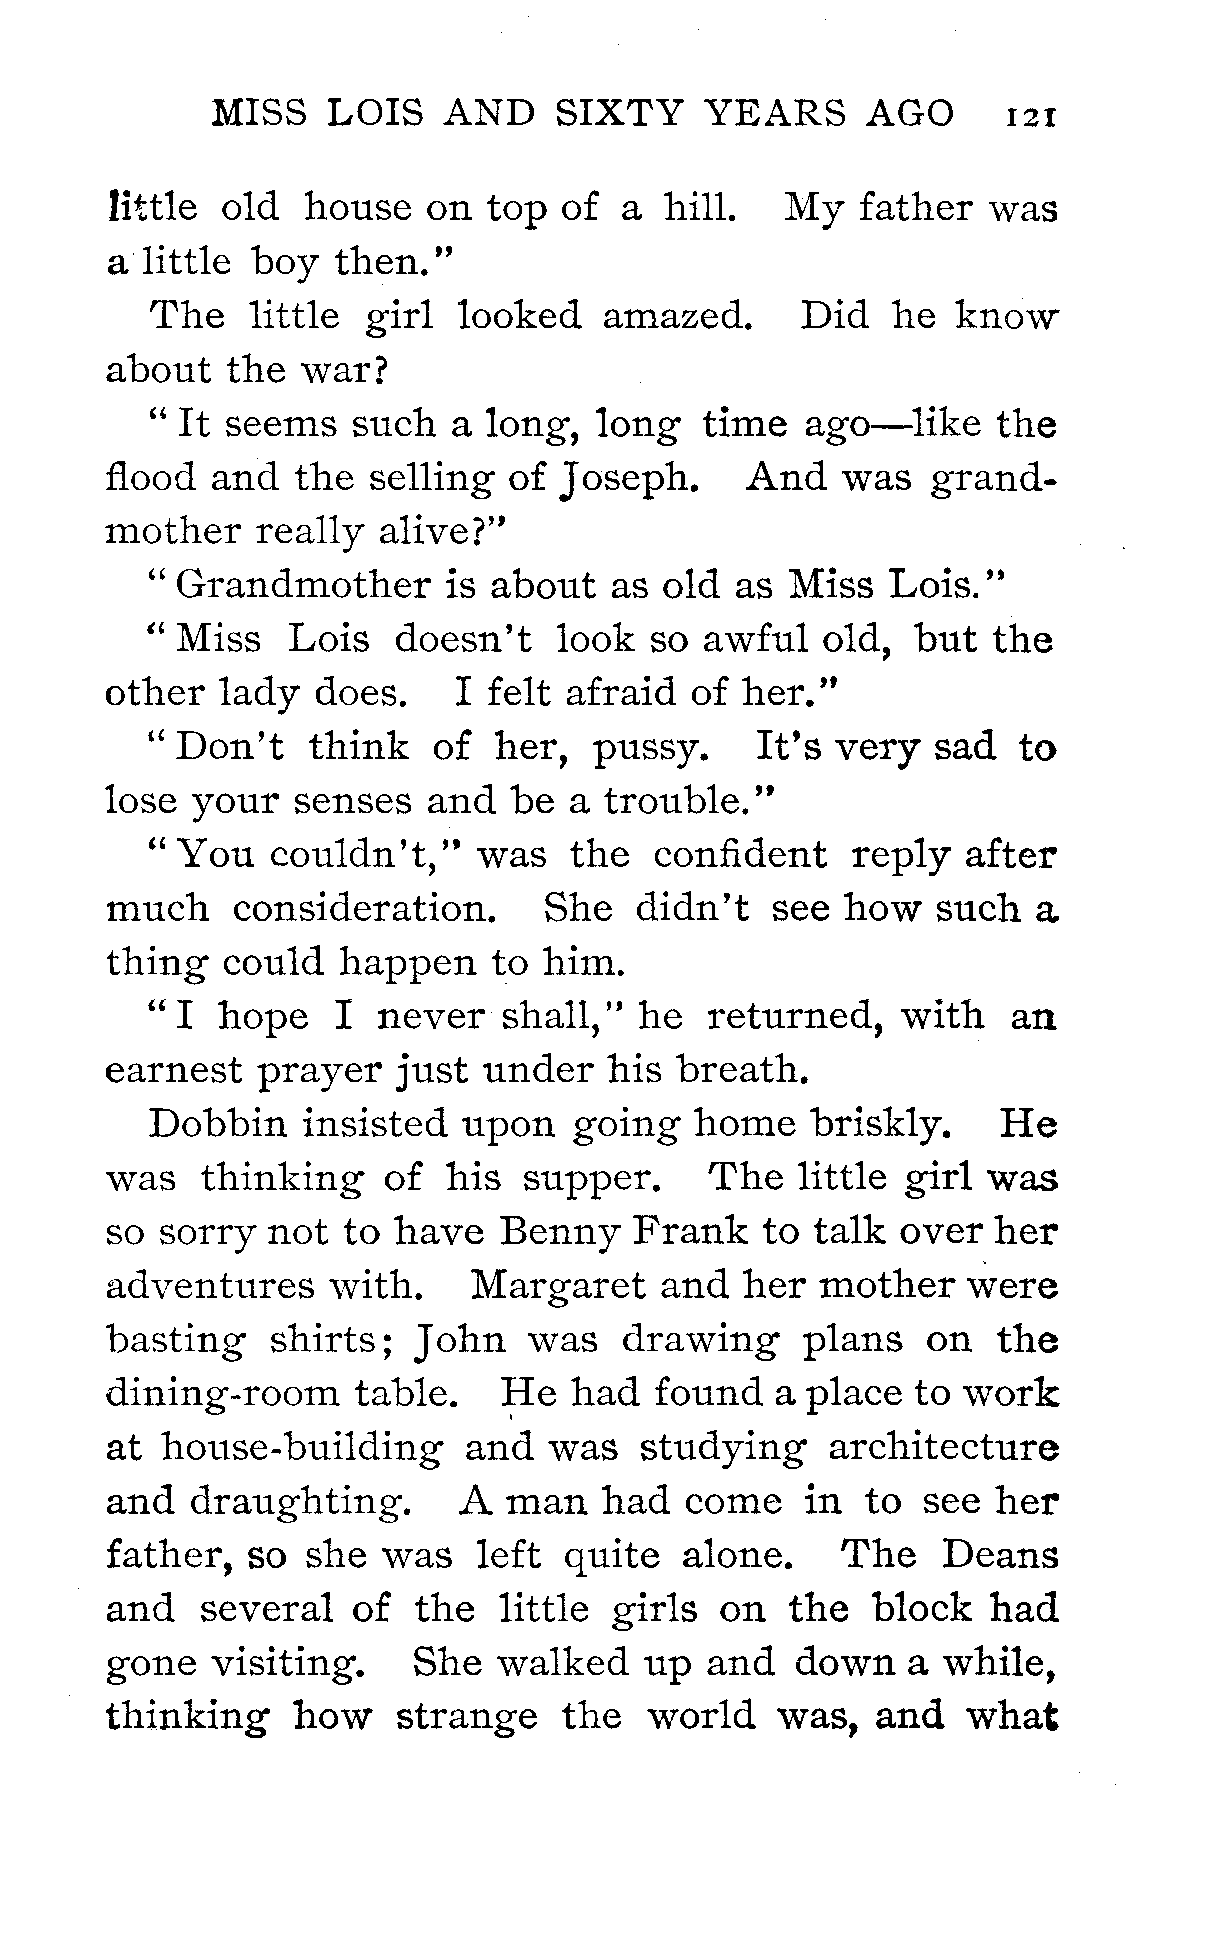 MISS LOIS AND SIXTY YEARS AGO 121
little old house on top of a hill. My father was
a little boy then."
The little girl looked amazed. Did he know
about the war?
"It seems such a long, long time ago—like the
flood and the selling of Joseph. And was grand-
mother really alive?"
"Grandmother is about as old as Miss Lois."
"Miss Lois doesn't look so awful old, but the
other lady does. I felt afraid of her."
"Don't think of her, pussy. It's very sad to
lose your senses and be a trouble."
"You couldn't," was the confident reply after
much consideration. She didn't see how such a
thing could happen to him.
"I hope I never shall," he returned, with an
earnest prayer just under his breath.
Dobbin insisted upon going home briskly. He
was thinking of his supper. The little girl was
so sorry not to have Benny Frank to talk over her
adventures with. Margaret and her mother were
basting shirts; John was drawing plans on the
dining-room table. He had found a place to work
at house-building and was studying architecture
and draughting. A man had come in to see her
father, so she was left quite alone. The Deans
and several of the little girls on the block had
gone visiting. She walked up and down a while,
thinking how strange the world was, and what